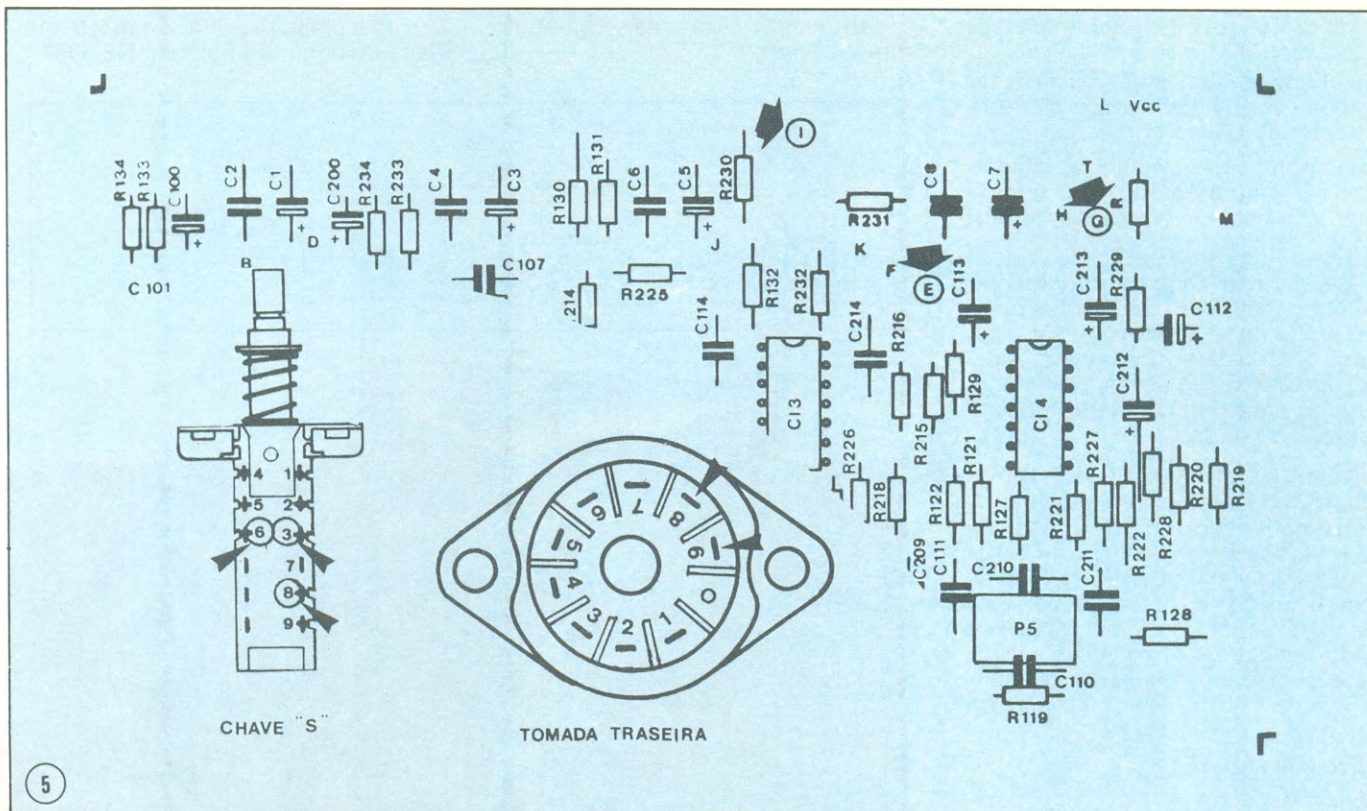 L Vcc
I
R134
R133
C100
C2
C1
C200
R234
R233
C4
C3
R130
R131
C6
C5
R230
R231
C8
C7
T
H
G
R
M
D
J
K
F
E
B
C101
C107
214
R225
C114
R132
R232
C214
R216
C113
C213
R229
C112
CI3
R215
R129
CI4
C212
R226
R218
R122
R121
R127
R221
R227
R222
R228
R220
R219
4 1
5 2
6 3
7
8
9
1 2 3 4 5 6 7 8 9 0
C209
C111
C210
C211
P5
R128
C110
R119
CHAVE "S"
TOMADA TRASEIRA
5